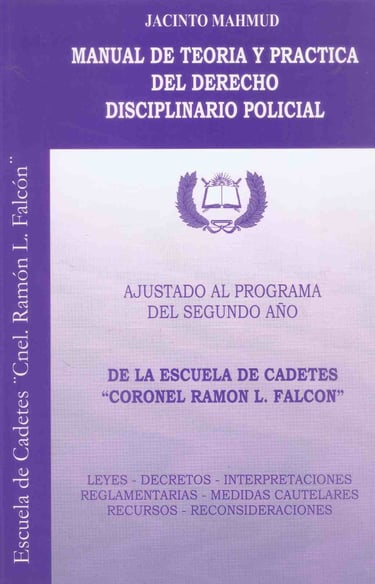 JACINTO MAHMUD
MANUAL DE TEORIA Y PRACTICA
DEL DERECHO
DISCIPLINARIO POLICIAL
AJUSTADO AL PROGRAMA
DEL SEGUNDO AÑO
DE LA ESCUELA DE CADETES
“CORONEL RAMON L. FALCON”
LEYES - DECRETOS - INTERPRETACIONES
REGLAMENTARIAS - MEDIDAS CAUTELARES
RECURSOS - RECONSIDERACIONES
Escuela de Cadetes ¨Cnel. Ramón L. Falcón¨